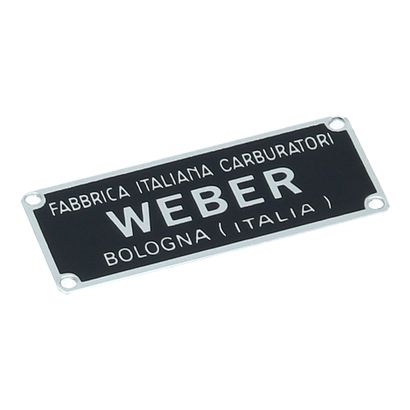 FABBRICA ITALIANA CARBURATORI
WEBER
BOLOGNA (ITALIA)